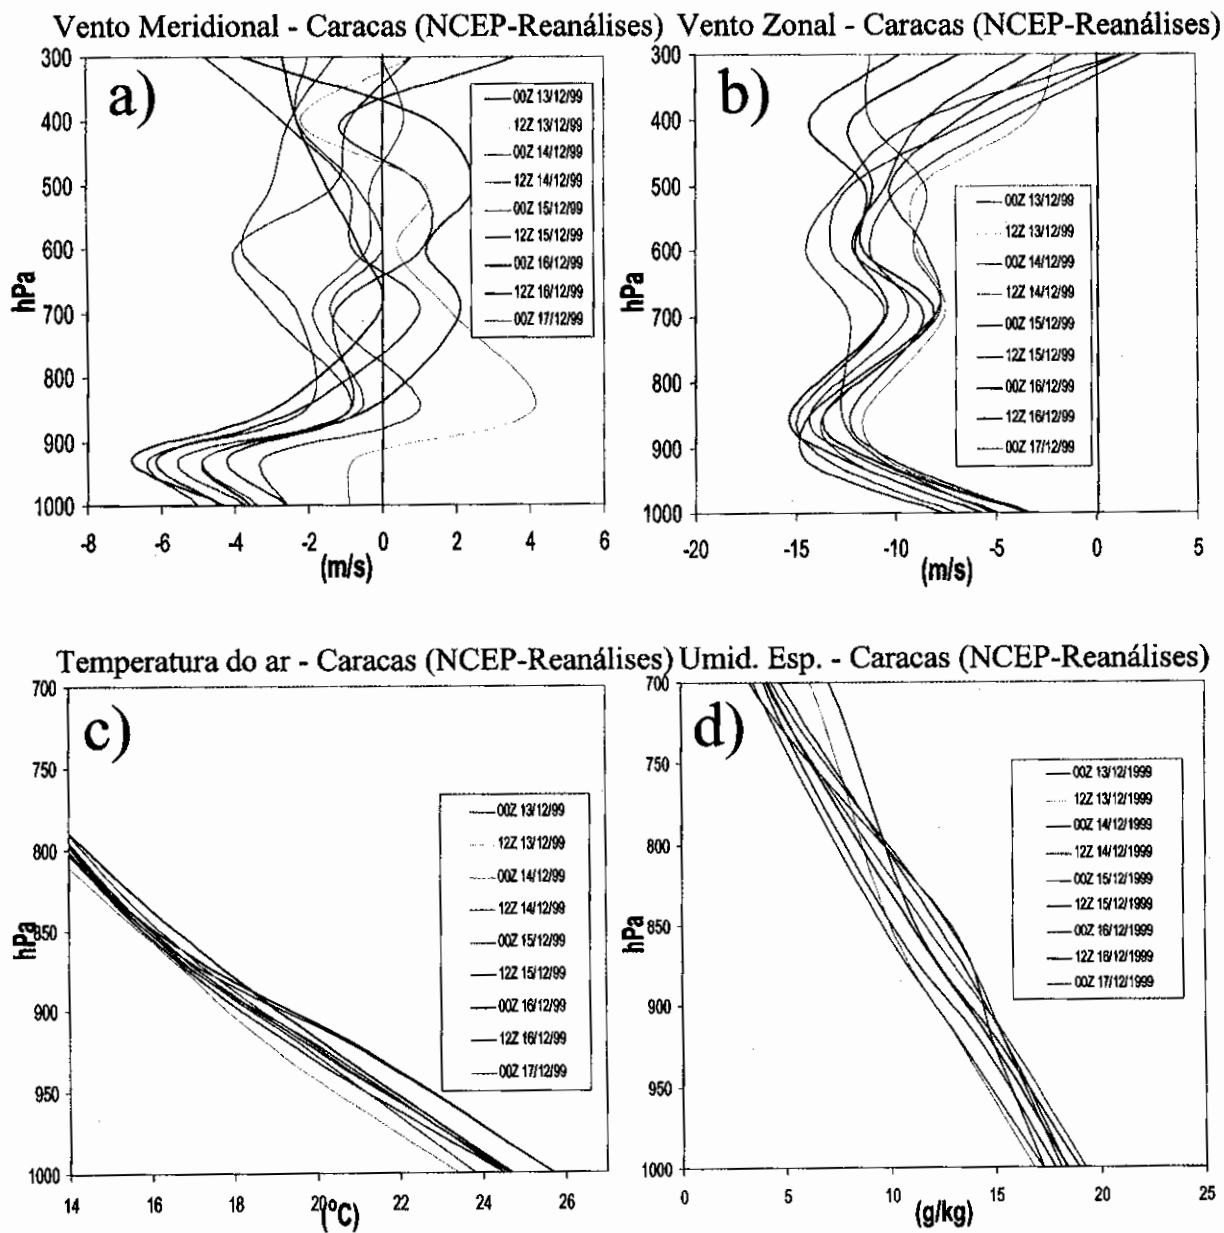 Vento Meridional - Caracas (NCEP-Reanálises)
a)
300
400
500
600
700
800
900
1000
hPa
-8 -6 -4 -2 0 2 4 6
(m/s)
00Z 13/12/99
12Z 13/12/99
00Z 14/12/99
12Z 14/12/99
00Z 15/12/99
12Z 15/12/99
00Z 16/12/99
12Z 16/12/99
00Z 17/12/99
Vento Zonal - Caracas (NCEP-Reanálises)
b)
300
400
500
600
700
800
900
1000
hPa
-20 -15 -10 -5 0 5
(m/s)
00Z 13/12/99
12Z 13/12/99
00Z 14/12/99
12Z 14/12/99
00Z 15/12/99
12Z 15/12/99
00Z 16/12/99
12Z 16/12/99
00Z 17/12/99
Temperatura do ar - Caracas (NCEP-Reanálises)
c)
700
750
800
850
900
950
1000
hPa
14 16 18 20 22 24 26
(°C)
00Z 13/12/99
12Z 13/12/99
00Z 14/12/99
12Z 14/12/99
00Z 15/12/99
12Z 15/12/99
00Z 16/12/99
12Z 16/12/99
00Z 17/12/99
Umid. Esp. - Caracas (NCEP-Reanálises)
d)
700
750
800
850
900
950
1000
hPa
0 5 10 15 20 25
(g/kg)
00Z 13/12/1999
12Z 13/12/1999
00Z 14/12/1999
12Z 14/12/1999
00Z 15/12/1999
12Z 15/12/1999
00Z 16/12/1999
12Z 16/12/1999
00Z 17/12/1999